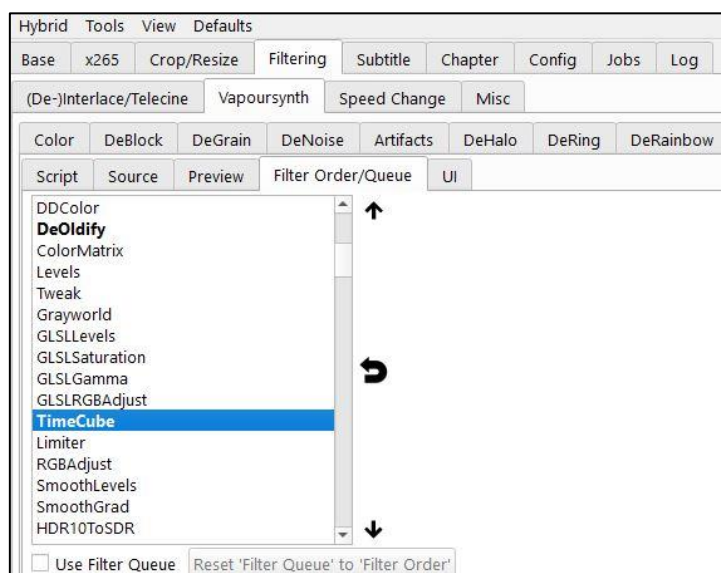 Hybrid Tools View Defaults
Base x265 Crop/Resize Filtering Subtitle Chapter Config Jobs Log
(De-)Interlace/Telecine Vapoursynth Speed Change Misc
Color DeBlock DeGrain DeNoise Artifacts DeHalo DeRing DeRainbow
Script Source Preview Filter Order/Queue UI
DDColor
DeOldify
ColorMatrix
Levels
Tweak
Grayworld
GLSLLevels
GLSLSaturation
GLSLGamma
GLSLRGBAdjust
TimeCube
Limiter
RGBAdjust
SmoothLevels
SmoothGrad
HDR10ToSDR
Use Filter Queue Reset 'Filter Queue' to 'Filter Order'